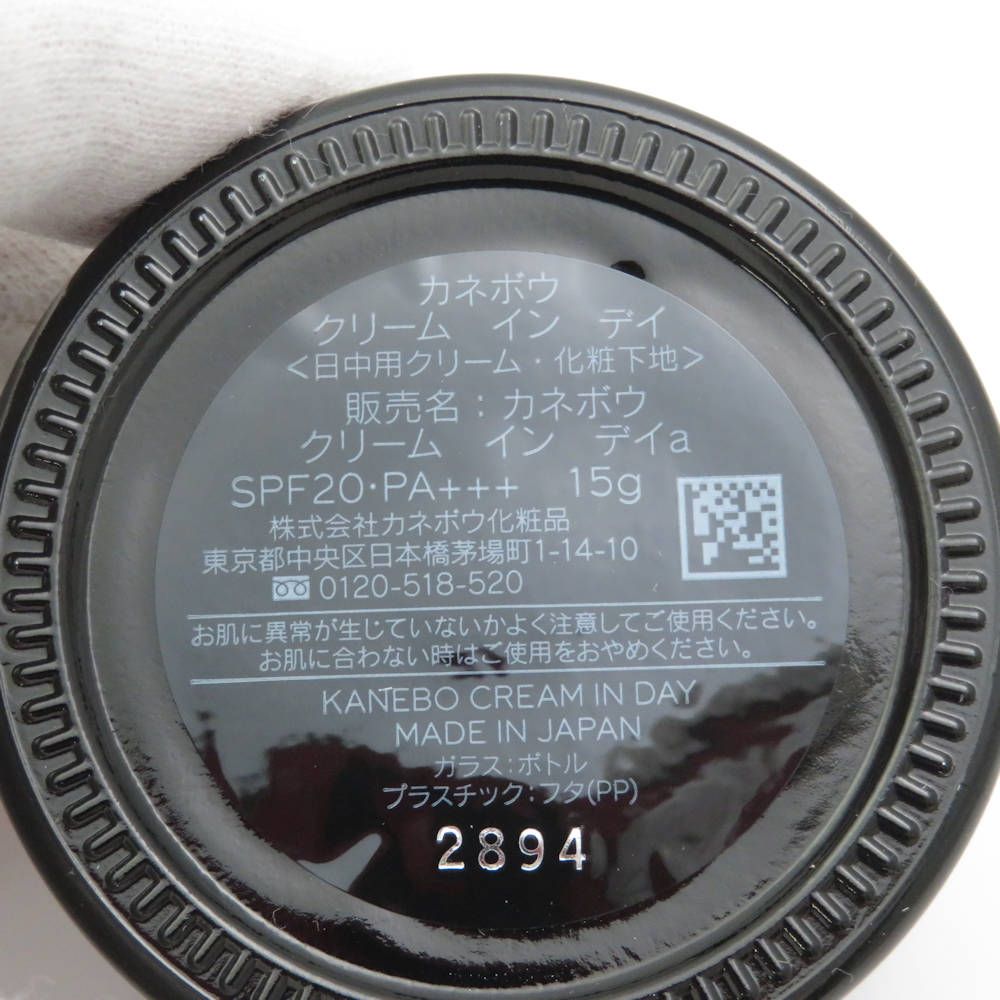 カネボウ
クリーム イン デイ
<日中用クリーム・化粧下地>
販売名:カネボウ
クリーム イン デイa
SPF20・PA+++ 15g
株式会社カネボウ化粧品
東京都中央区日本橋茅場町1-14-10
0120-518-520
お肌に異常が生じていないかよく注意してご使用ください。
お肌に合わない時はご使用をおやめください。
KANEBO CREAM IN DAY
MADE IN JAPAN
ガラス:ボトル
プラスチック:フタ(PP)
2894